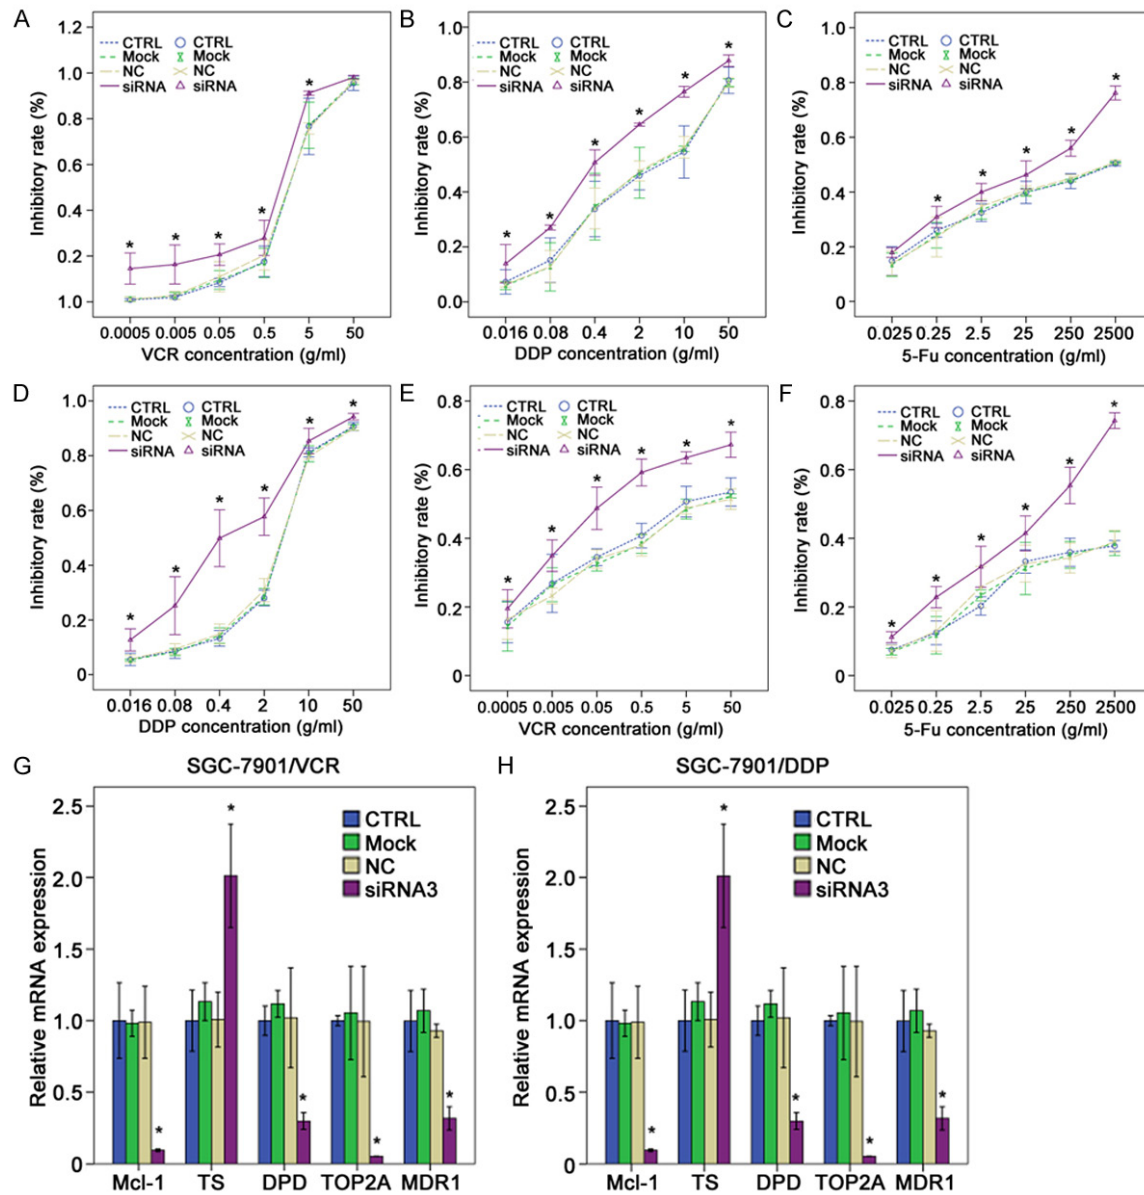 A
1.2
1.0
0.8
0.6
0.4
0.2
1.0
Inhibitory rate (%)
CTRL CTRL
Mock Mock
NC NC
siRNA siRNA
* * * * *
0.0005 0.005 0.05 0.5 5 50
VCR concentration (g/ml)
B
1.0
0.8
0.6
0.4
0.2
0.0
Inhibitory rate (%)
CTRL CTRL
Mock Mock
NC NC
siRNA siRNA
* * * * * *
0.016 0.08 0.4 2 10 50
DDP concentration (g/ml)
C
1.0
0.8
0.6
0.4
0.2
0.0
Inhibitory rate (%)
CTRL CTRL
Mock Mock
NC NC
siRNA siRNA
* * * * *
0.025 0.25 2.5 25 250 2500
5-Fu concentration (g/ml)
D
1.0
0.8
0.6
0.4
0.2
0
Inhibitory rate (%)
CTRL CTRL
Mock Mock
NC NC
siRNA siRNA
* * * * * *
0.016 0.08 0.4 2 10 50
DDP concentration (g/ml)
E
0.8
0.6
0.4
0.2
0
Inhibitory rate (%)
CTRL CTRL
Mock Mock
NC NC
siRNA siRNA
* * * * * *
0.0005 0.005 0.05 0.5 5 50
VCR concentration (g/ml)
F
0.8
0.6
0.4
0.2
0
Inhibitory rate (%)
CTRL CTRL
Mock Mock
NC NC
siRNA siRNA
* * * * * *
0.025 0.25 2.5 25 250 2500
5-Fu concentration (g/ml)
G
SGC-7901/VCR
2.5
2.0
1.5
1.0
0.5
0
Relative mRNA expression
CTRL
Mock
NC
siRNA3
* * * * *
Mcl-1 TS DPD TOP2A MDR1
H
SGC-7901/DDP
2.5
2.0
1.5
1.0
0.5
0
Relative mRNA expression
CTRL
Mock
NC
siRNA3
* * * * *
Mcl-1 TS DPD TOP2A MDR1